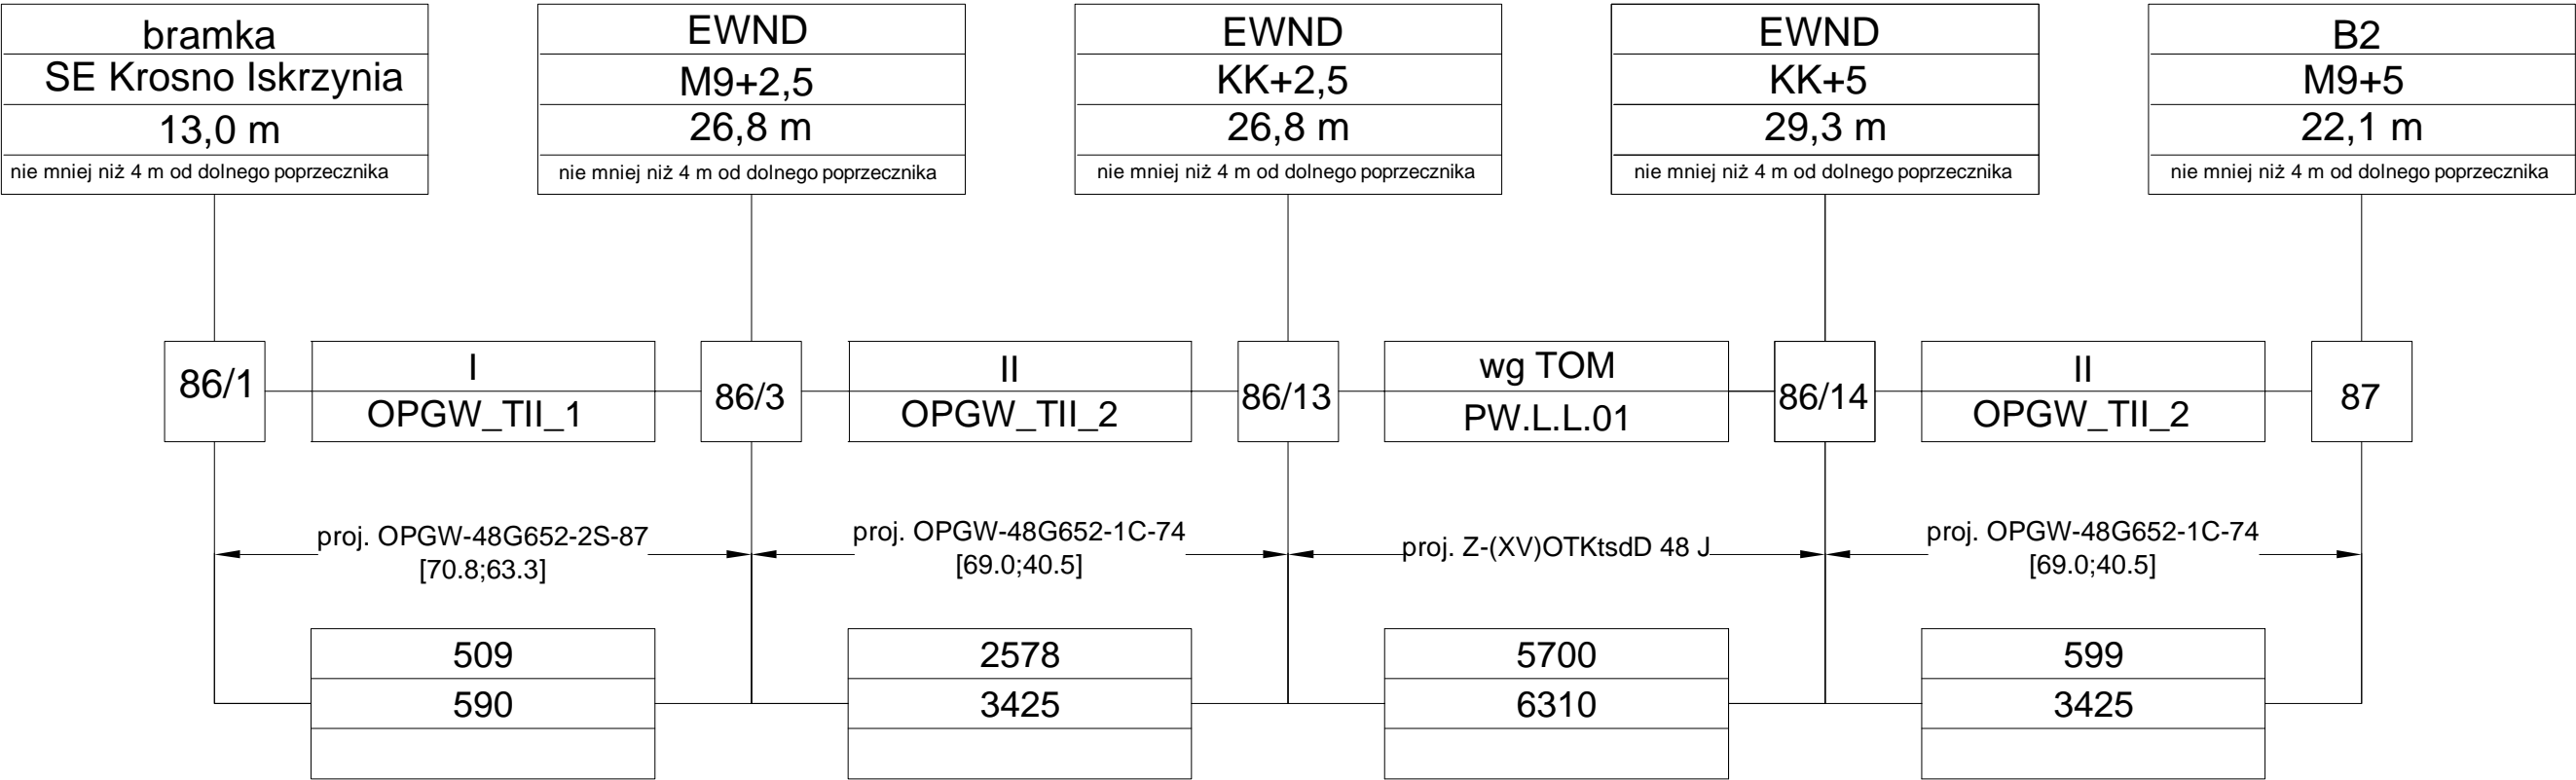 bramka
SE Krosno Iskrzynia
13,0 m
nie mniej niż 4 m od dolnego poprzecznika
EWND
M9+2,5
26,8 m
nie mniej niż 4 m od dolnego poprzecznika
EWND
KK+2,5
26,8 m
nie mniej niż 4 m od dolnego poprzecznika
EWND
KK+5
29,3 m
nie mniej niż 4 m od dolnego poprzecznika
B2
M9+5
22,1 m
nie mniej niż 4 m od dolnego poprzecznika
86/1
I
OPGW_TII_1
86/3
II
OPGW_TII_2
86/13
wg TOM
PW.L.L.01
86/14
II
OPGW_TII_2
87
proj. OPGW-48G652-2S-87
[70.8;63.3]
proj. OPGW-48G652-1C-74
[69.0;40.5]
proj. Z-(XV)OTKtsdD 48 J
proj. OPGW-48G652-1C-74
[69.0;40.5]
509
590
2578
3425
5700
6310
599
3425